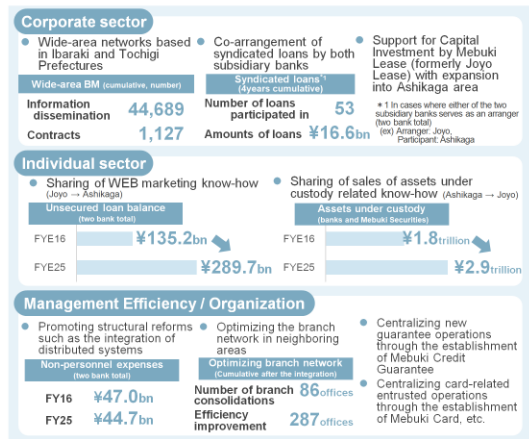 Corporate sector
● Wide-area networks based
in Ibaraki and Tochigi
Prefectures
Wide-area BM (cumulative, number)
Information
dissemination 44,689
Contracts 1,127
● Co-arrangement of
syndicated loans by both
subsidiary banks
Syndicated loans*1
(4years cumulative)
Number of loans
participated in 53
Amounts of loans ¥16.6bn
● Support for Capital
Investment by Mebuki
Lease (formerly Joyo
Lease) with expansion
into Ashikaga area
＊1 In cases where either of the two
subsidiary banks serves as an arranger
(two bank total)
(ex) Arranger: Joyo,
Participant: Ashikaga
Individual sector
● Sharing of WEB marketing know-how
(Joyo → Ashikaga)
Unsecured loan balance
(two bank total)
FYE16 ¥135.2bn
FYE25 ¥289.7bn
● Sharing of sales of assets under
custody related know-how (Ashikaga → Joyo)
Assets under custody
(banks and Mebuki Securities)
FYE16 ¥1.8trillion
FYE25 ¥2.9trillion
Management Efficiency / Organization
● Promoting structural reforms
such as the integration of
distributed systems
Non-personnel expenses
(two bank total)
FY16 ¥47.0bn
FY25 ¥44.7bn
● Optimizing the branch
network in neighboring
areas
Optimizing branch network
(Cumulative after the integration)
Number of branch
consolidations 86offices
Efficiency
improvement 287offices
● Centralizing new
guarantee operations
through the establishment
of Mebuki Credit
Guarantee
● Centralizing card-related
entrusted operations
through the establishment
of Mebuki Card, etc.